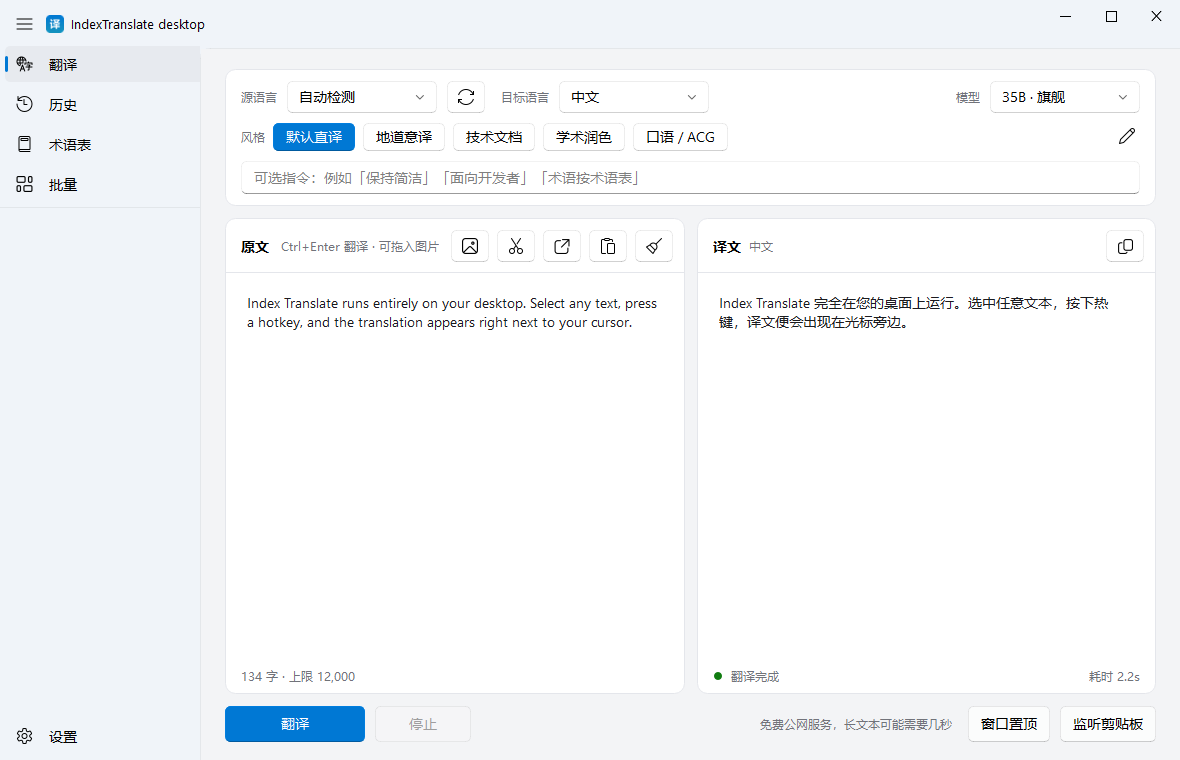 译 IndexTranslate desktop
翻译
历史
术语表
批量
设置
源语言 自动检测 目标语言 中文 模型 35B · 旗舰
风格 默认直译 地道意译 技术文档 学术润色 口语 / ACG
可选指令：例如「保持简洁」「面向开发者」「术语按术语表」
原文 Ctrl+Enter 翻译 · 可拖入图片
Index Translate runs entirely on your desktop. Select any text, press
a hotkey, and the translation appears right next to your cursor.
134 字 · 上限 12,000
译文 中文
Index Translate 完全在您的桌面上运行。选中任意文本，按下热
键，译文便会出现在光标旁边。
翻译完成 耗时 2.2s
翻译 停止 免费公网服务，长文本可能需要几秒 窗口置顶 监听剪贴板